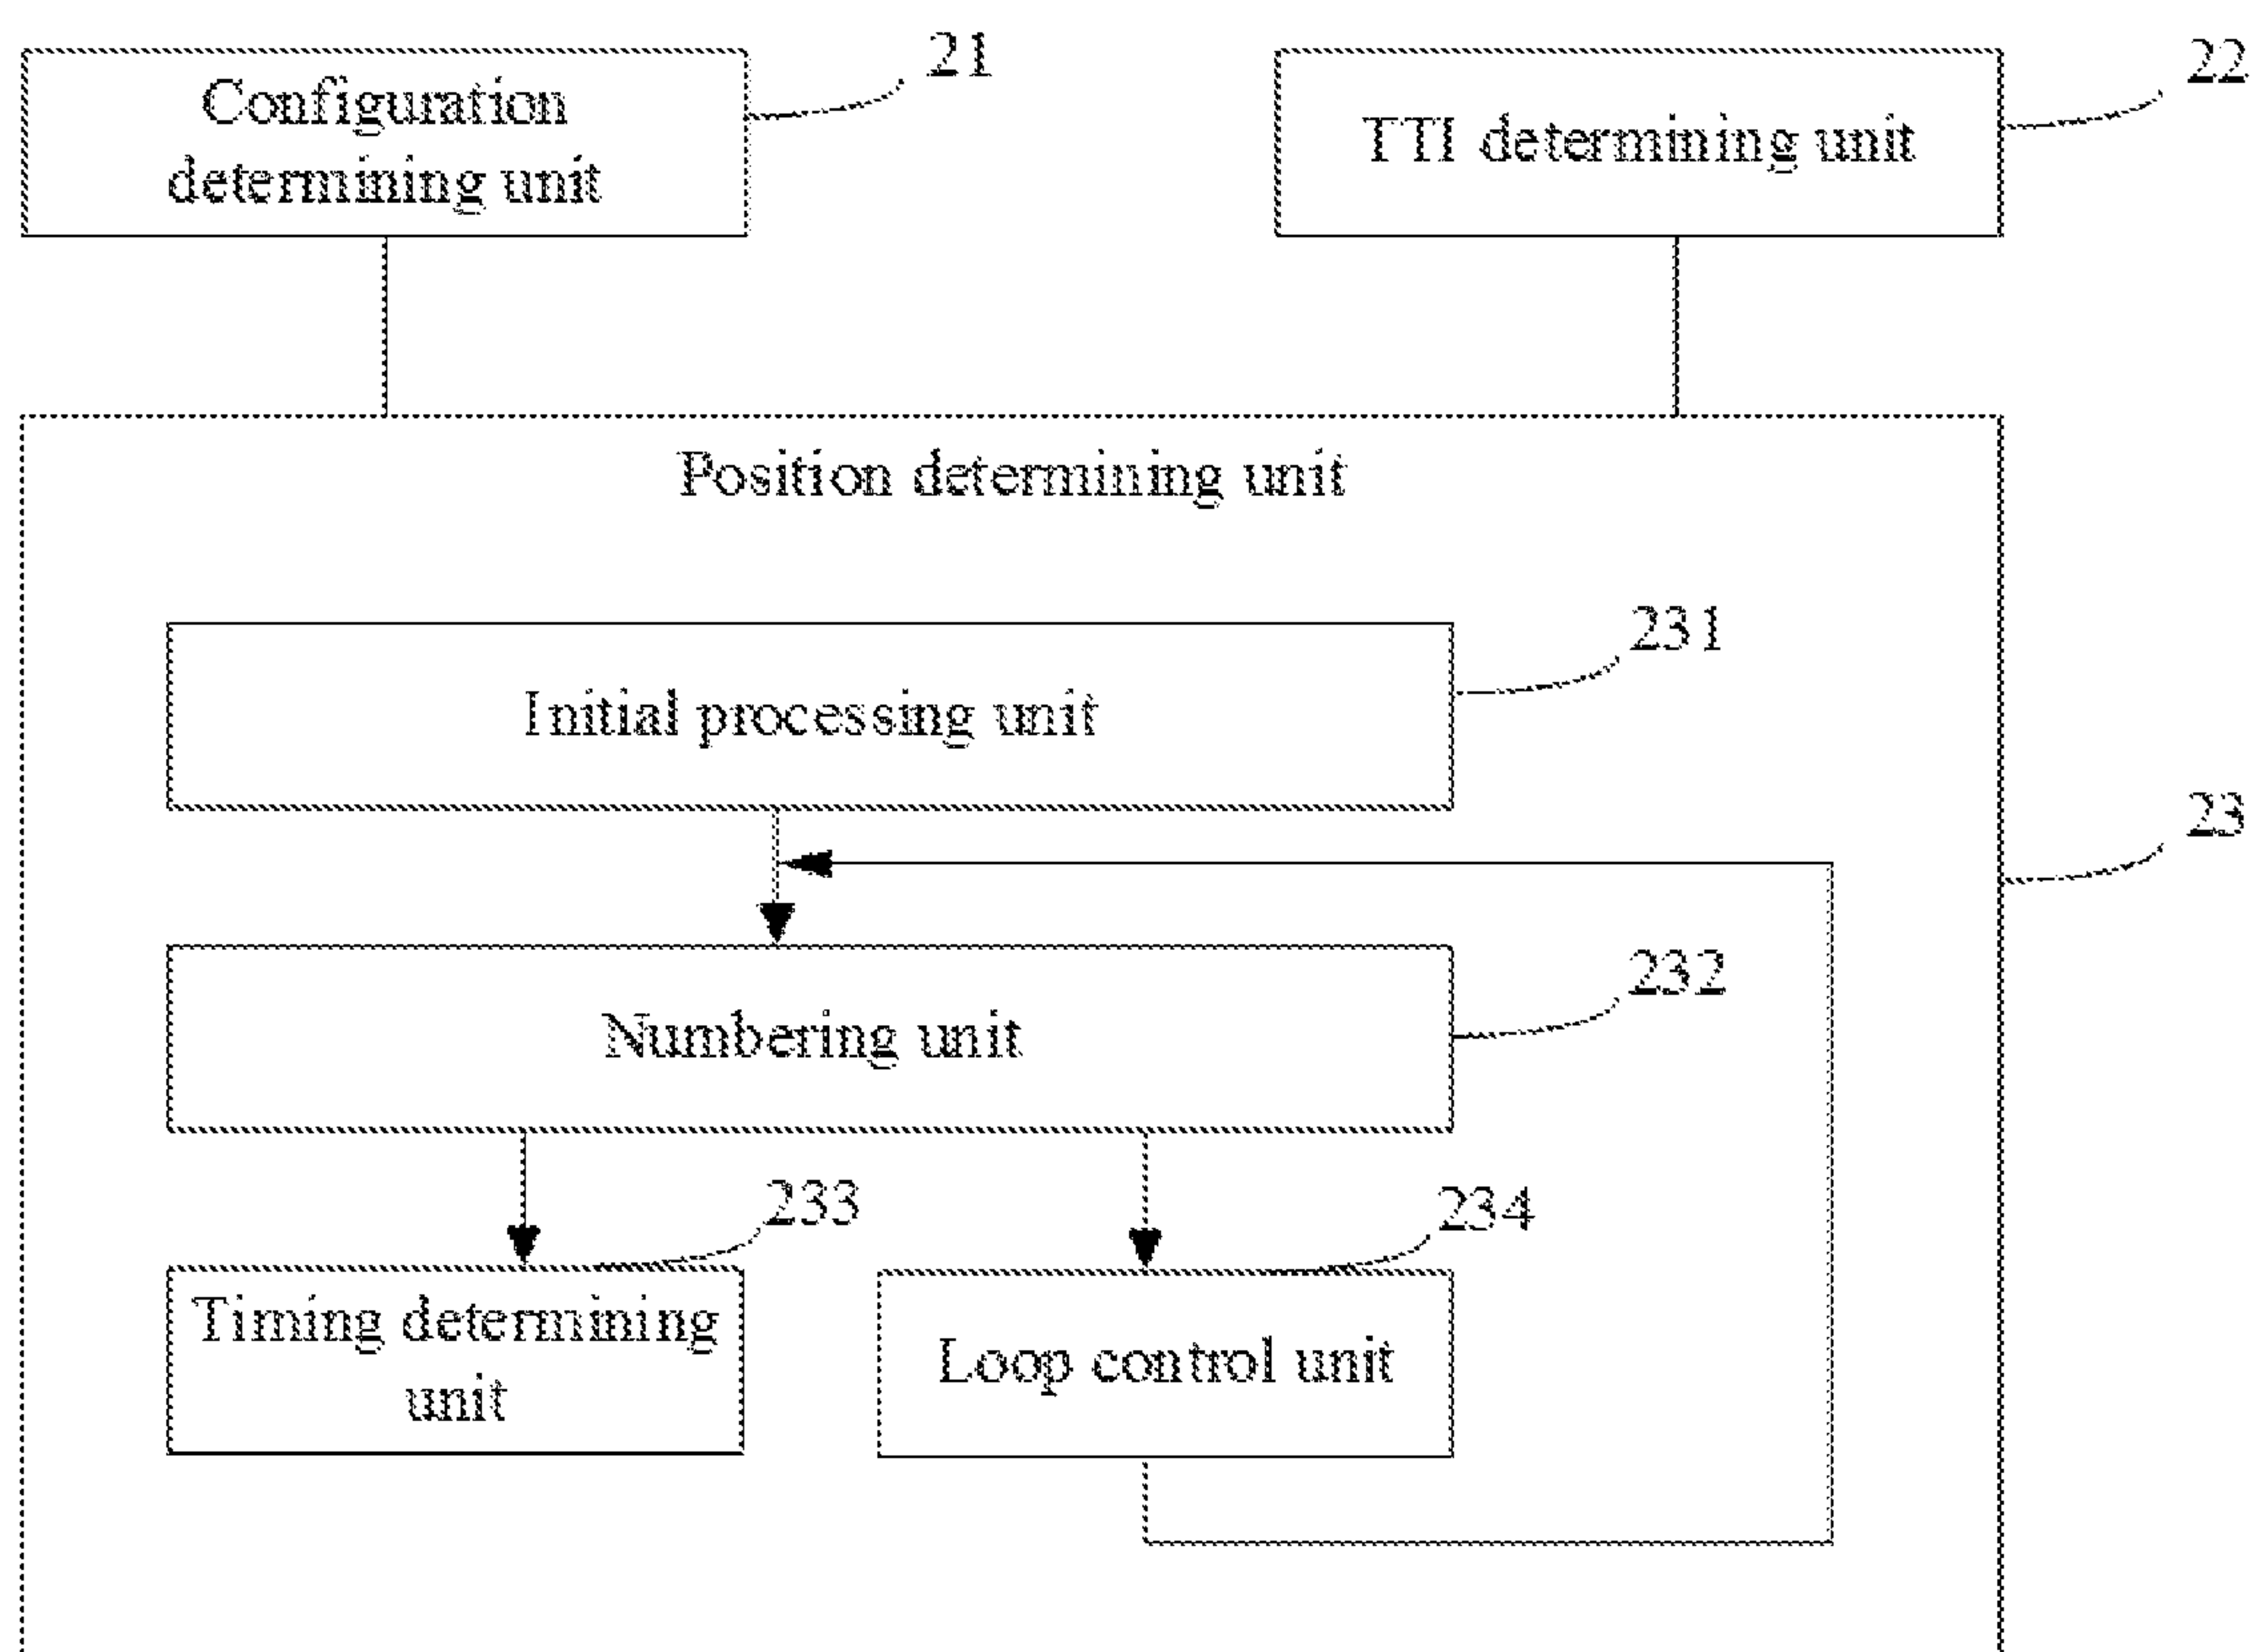 21
Configuration
determining unit
22
TTI determining unit
Position determining unit
231
Initial processing unit
23
232
Numbering unit
233
234
Timing determining
unit
Loop control unit